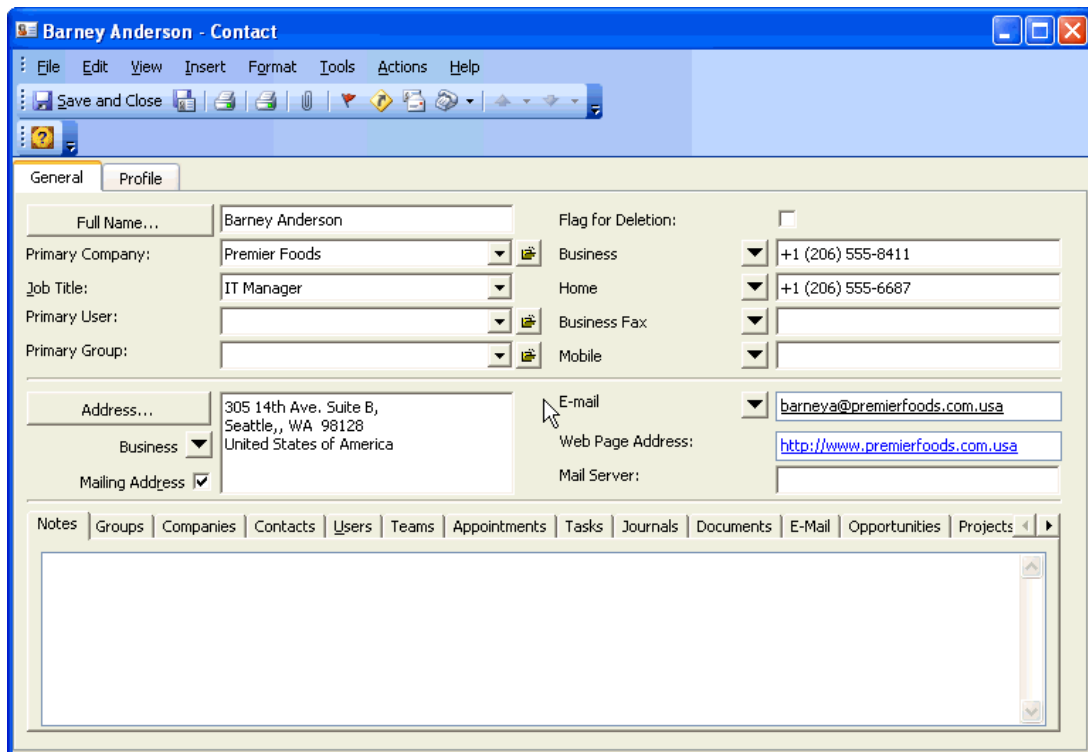 Barney Anderson - Contact
File Edit View Insert Format Tools Actions Help
Save and Close
General Profile
Full Name... Barney Anderson Flag for Deletion:
Primary Company: Premier Foods Business +1 (206) 555-8411
Job Title: IT Manager Home +1 (206) 555-6687
Primary User: Business Fax
Primary Group: Mobile
Address... 305 14th Ave. Suite B, E-mail barneya@premierfoods.com.usa
Seattle,, WA 98128
Business United States of America Web Page Address: http://www.premierfoods.com.usa
Mailing Address Mail Server:
Notes Groups Companies Contacts Users Teams Appointments Tasks Journals Documents E-Mail Opportunities Projects